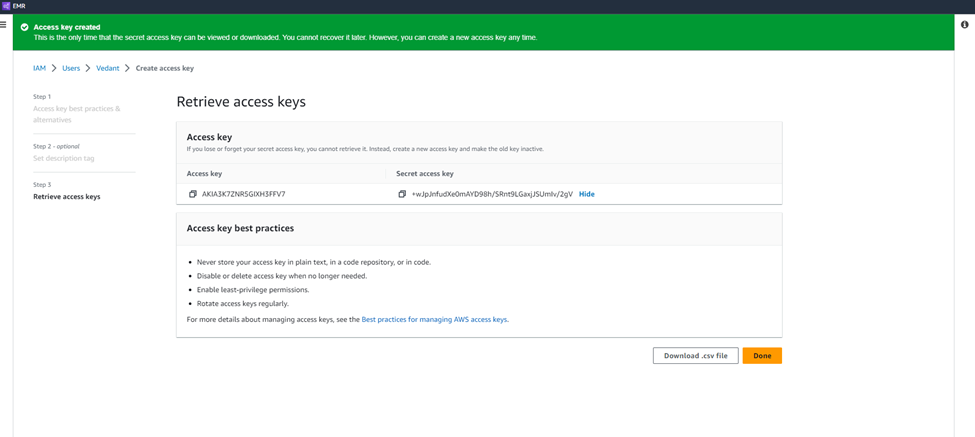 EMR
Access key created
This is the only time that the secret access key can be viewed or downloaded. You cannot recover it later. However, you can create a new access key any time.
IAM > Users > Vedant > Create access key
Step 1
Access key best practices &
alternatives
Step 2 - optional
Set description tag
Step 3
Retrieve access keys
Retrieve access keys
Access key
If you lose or forget your secret access key, you cannot retrieve it. Instead, create a new access key and make the old key inactive.
Access key Secret access key
Hide
Access key best practices
• Never store your access key in plain text, in a code repository, or in code.
• Disable or delete access key when no longer needed.
• Enable least-privilege permissions.
• Rotate access keys regularly.
For more details about managing access keys, see the Best practices for managing AWS access keys.
Download .csv file Done